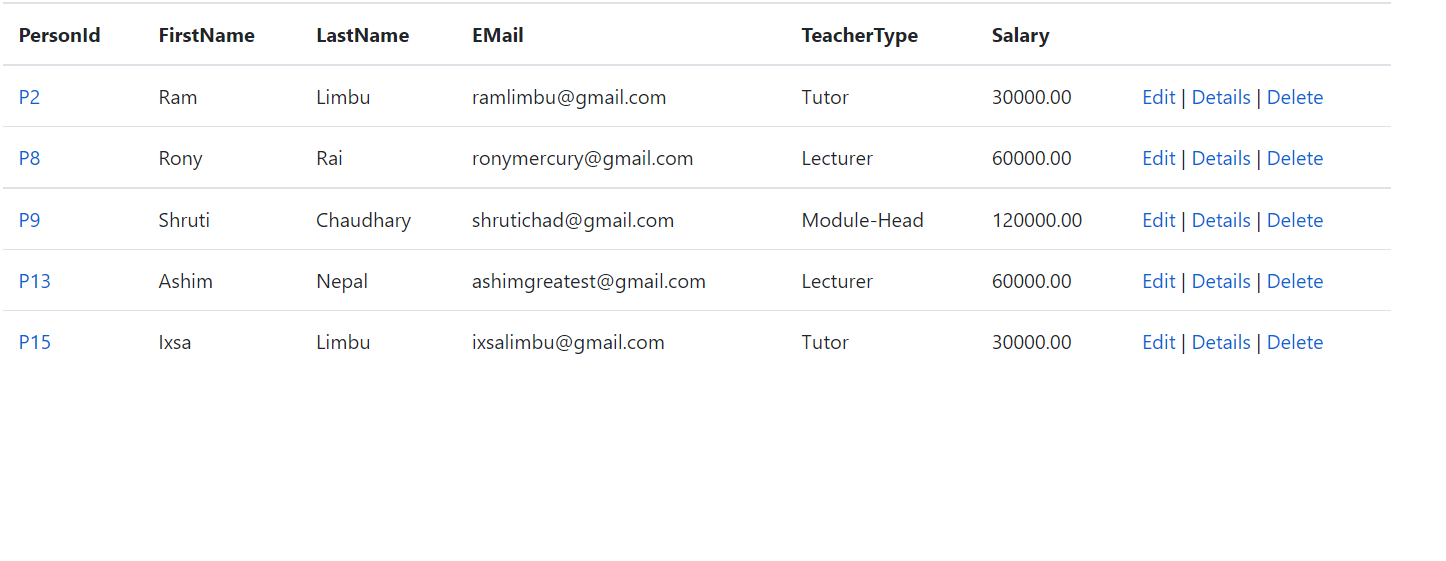 PersonId FirstName LastName EMail TeacherType Salary
P2 Ram Limbu ramlimbu@gmail.com Tutor 30000.00 Edit | Details | Delete
P8 Rony Rai ronymercury@gmail.com Lecturer 60000.00 Edit | Details | Delete
P9 Shruti Chaudhary shrutichad@gmail.com Module-Head 120000.00 Edit | Details | Delete
P13 Ashim Nepal ashimgreatest@gmail.com Lecturer 60000.00 Edit | Details | Delete
P15 Ixsa Limbu ixsalimbu@gmail.com Tutor 30000.00 Edit | Details | Delete